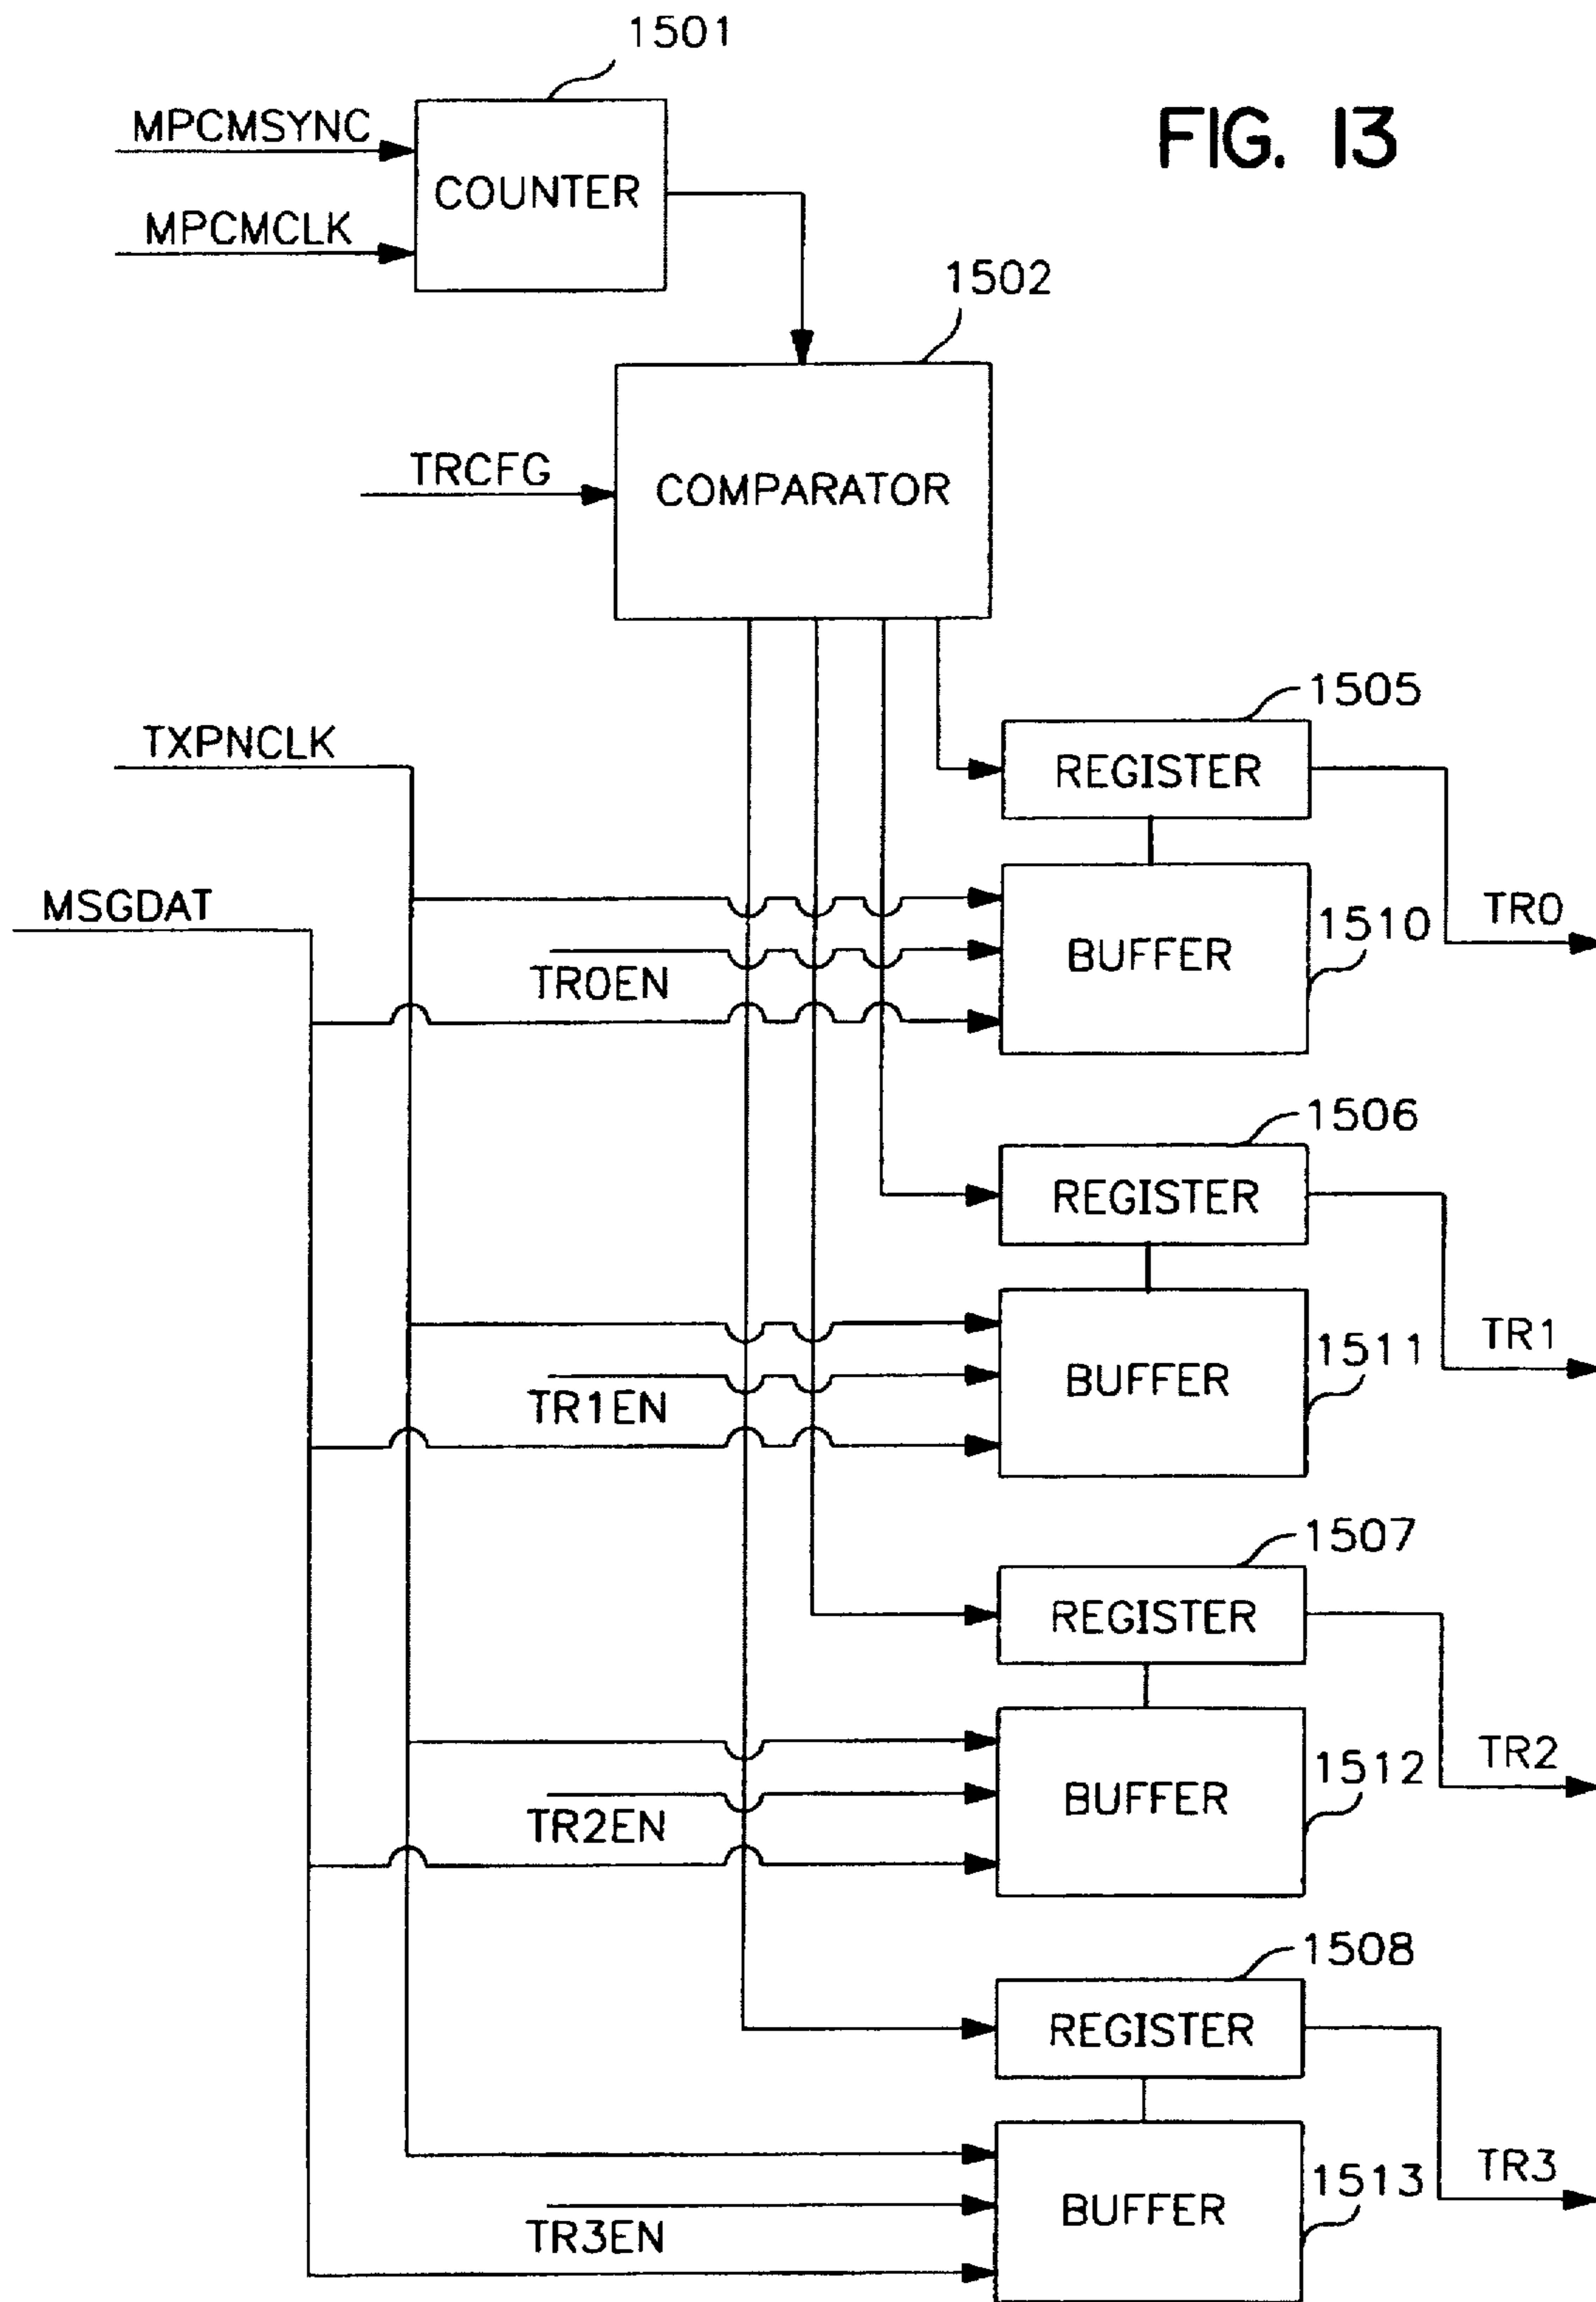 1501
MPCMSYNC
FIG. 13
COUNTER
MPCMCLK
1502
TRCFG
COMPARATOR
1505
TXPNCLK
REGISTER
MSGDAT
TR0
1510
BUFFER
TR0EN
1506
REGISTER
TR1
1511
BUFFER
TR1EN
1507
REGISTER
TR2
1512
BUFFER
TR2EN
1508
REGISTER
TR3
1513
BUFFER
TR3EN